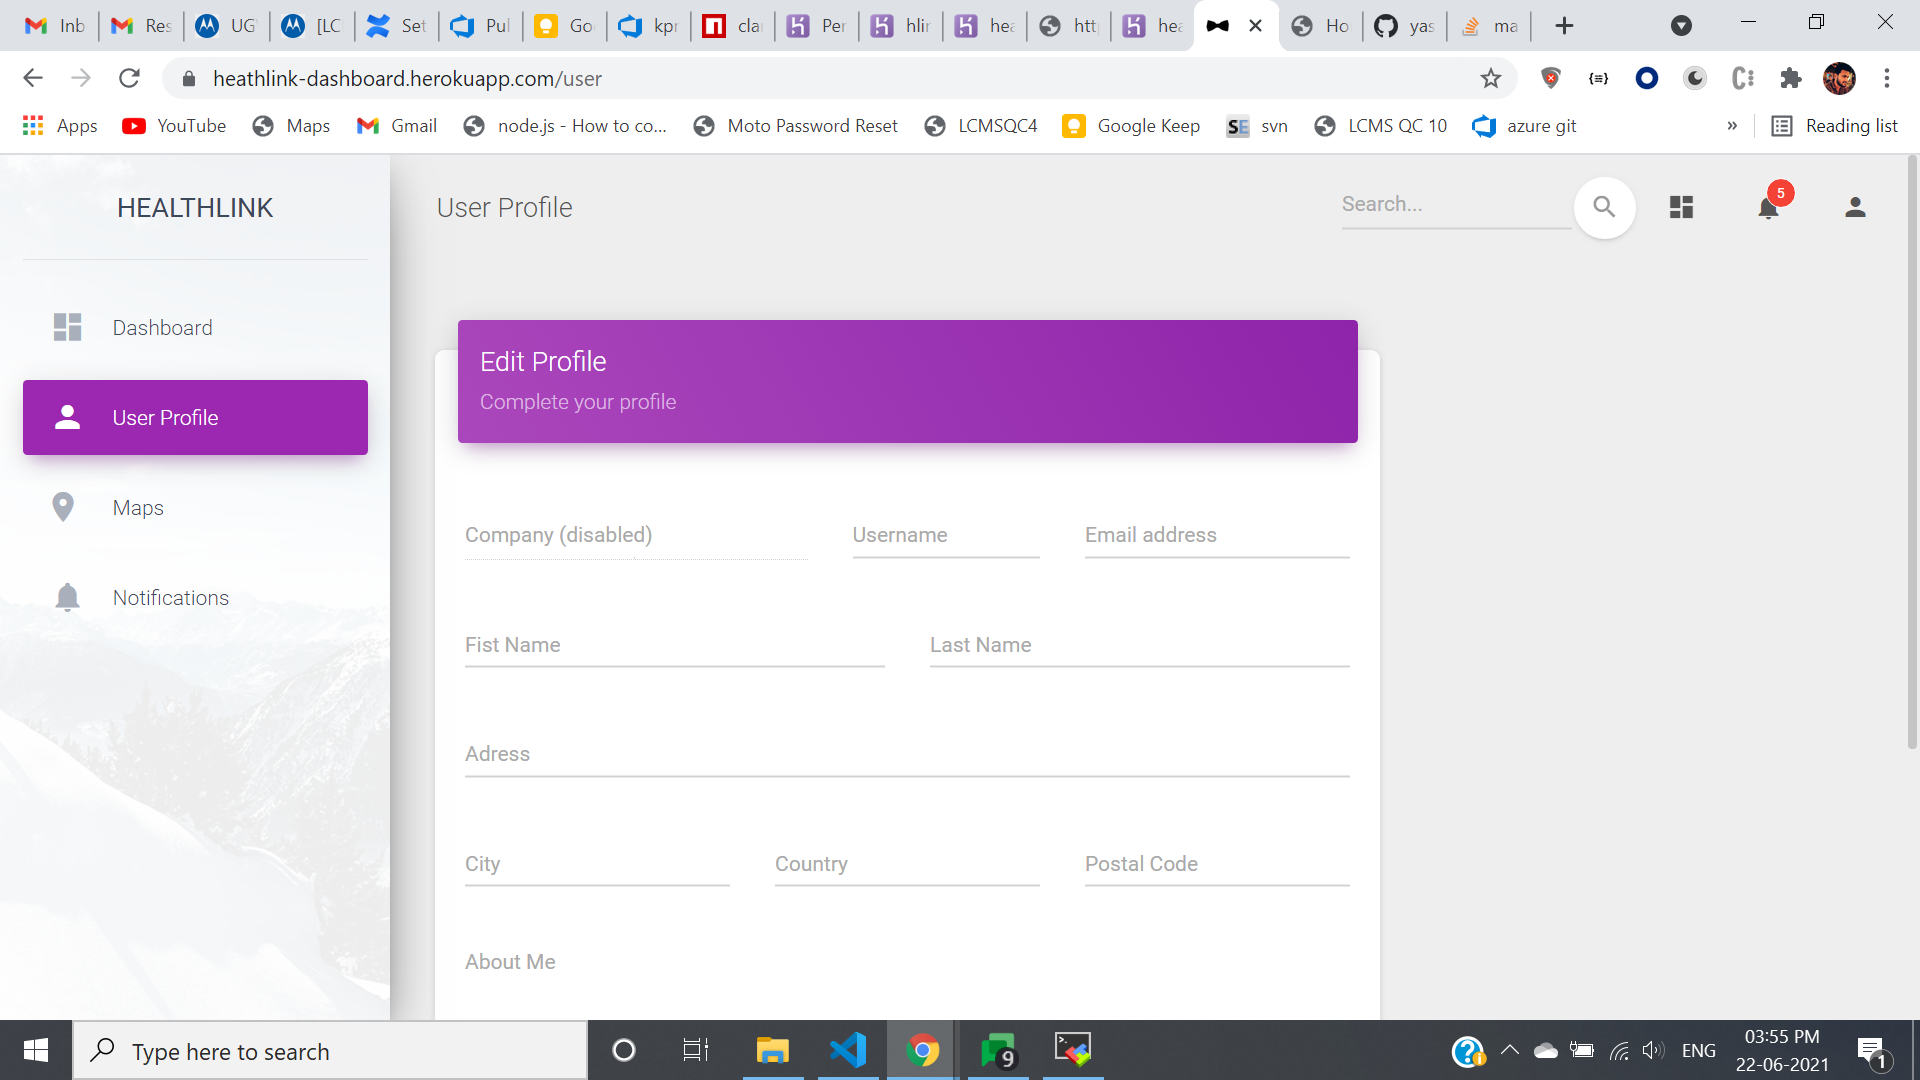 Inb Res UG' [LC Set Pul Go kpr cla Per hlir hea htt hea Ho yas ma
heathlink-dashboard.herokuapp.com/user
Apps YouTube Maps Gmail node.js - How to co... Moto Password Reset LCMSQC4 Google Keep SE svn LCMS QC 10 azure git » Reading list
HEALTHLINK
User Profile
Search...
5
Dashboard
User Profile
Maps
Notifications
Edit Profile
Complete your profile
Company (disabled) Username Email address
Fist Name Last Name
Adress
City Country Postal Code
About Me
Type here to search
9
ENG
03:55 PM
22-06-2021
1